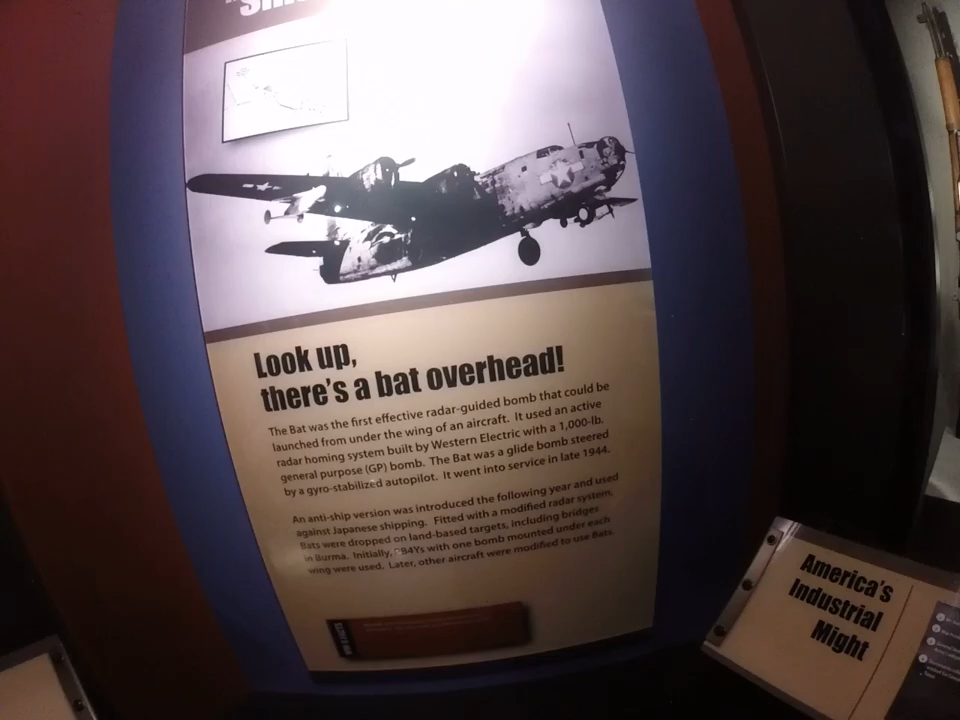 Look up,
there's a bat overhead!
The Bat was the first effective radar-guided bomb that could be
launched from under the wing of an aircraft. It used an active
radar homing system built by Western Electric with a 1,000-lb.
general purpose (GP) bomb. The Bat was a glide bomb steered
by a gyro-stabilized autopilot. It went into service in late 1944.
An anti-ship version was introduced the following year and used
against Japanese shipping. Fitted with a modified radar system,
Bats were dropped on land-based targets, including bridges
in Burma. Initially, PB4Ys with one bomb mounted under each
wing were used. Later, other aircraft were modified to use Bats.
America's
Industrial
Might